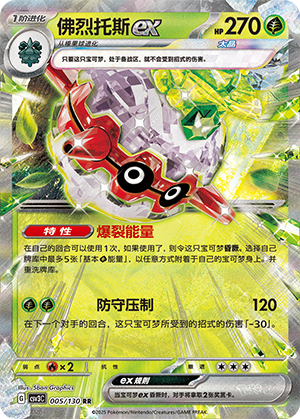 1阶进化
佛烈托斯ex
HP270
从榛果球进化
太晶
只要这只宝可梦,处于备战区,就不会受到招式的伤害。
特性 爆裂能量
在自己的回合可以使用1次,如果使用了,则令这只宝可梦昏厥。选择自己
牌库中最多5张「基本 能量」,以任意方式附着于自己的宝可梦身上。并
重洗牌库。
防守压制 120
在下一个对手的回合,这只宝可梦所受到的招式的伤害「-30」。
Illus. 5ban Graphics
弱点 ×2 抗性 撤退
G CSV3C 005/130 RR
ex规则
当宝可梦ex昏厥时,对手将拿取2张奖赏卡。
©2025 Pokémon/Nintendo/Creatures/GAME FREAK.